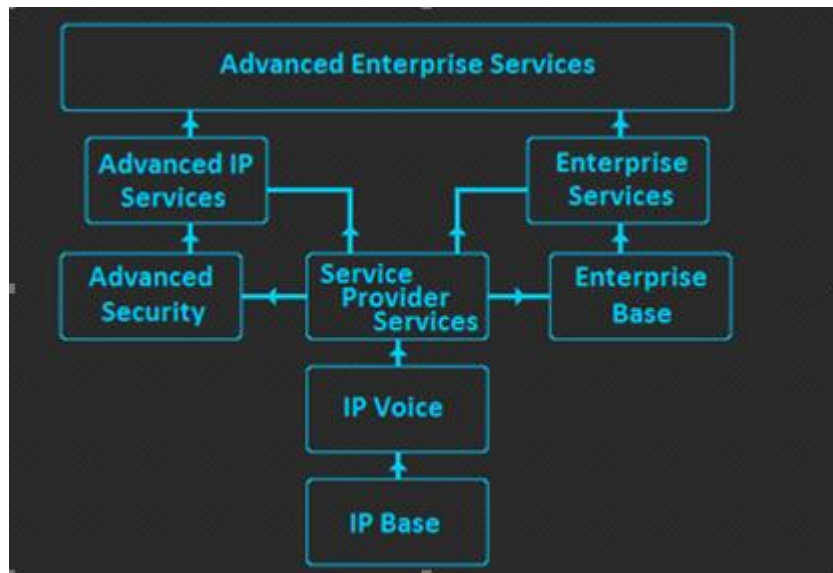 Advanced Enterprise Services
Advanced IP
Services
Enterprise
Services
Advanced
Security
Service
Provider
Services
Enterprise
Base
IP Voice
IP Base